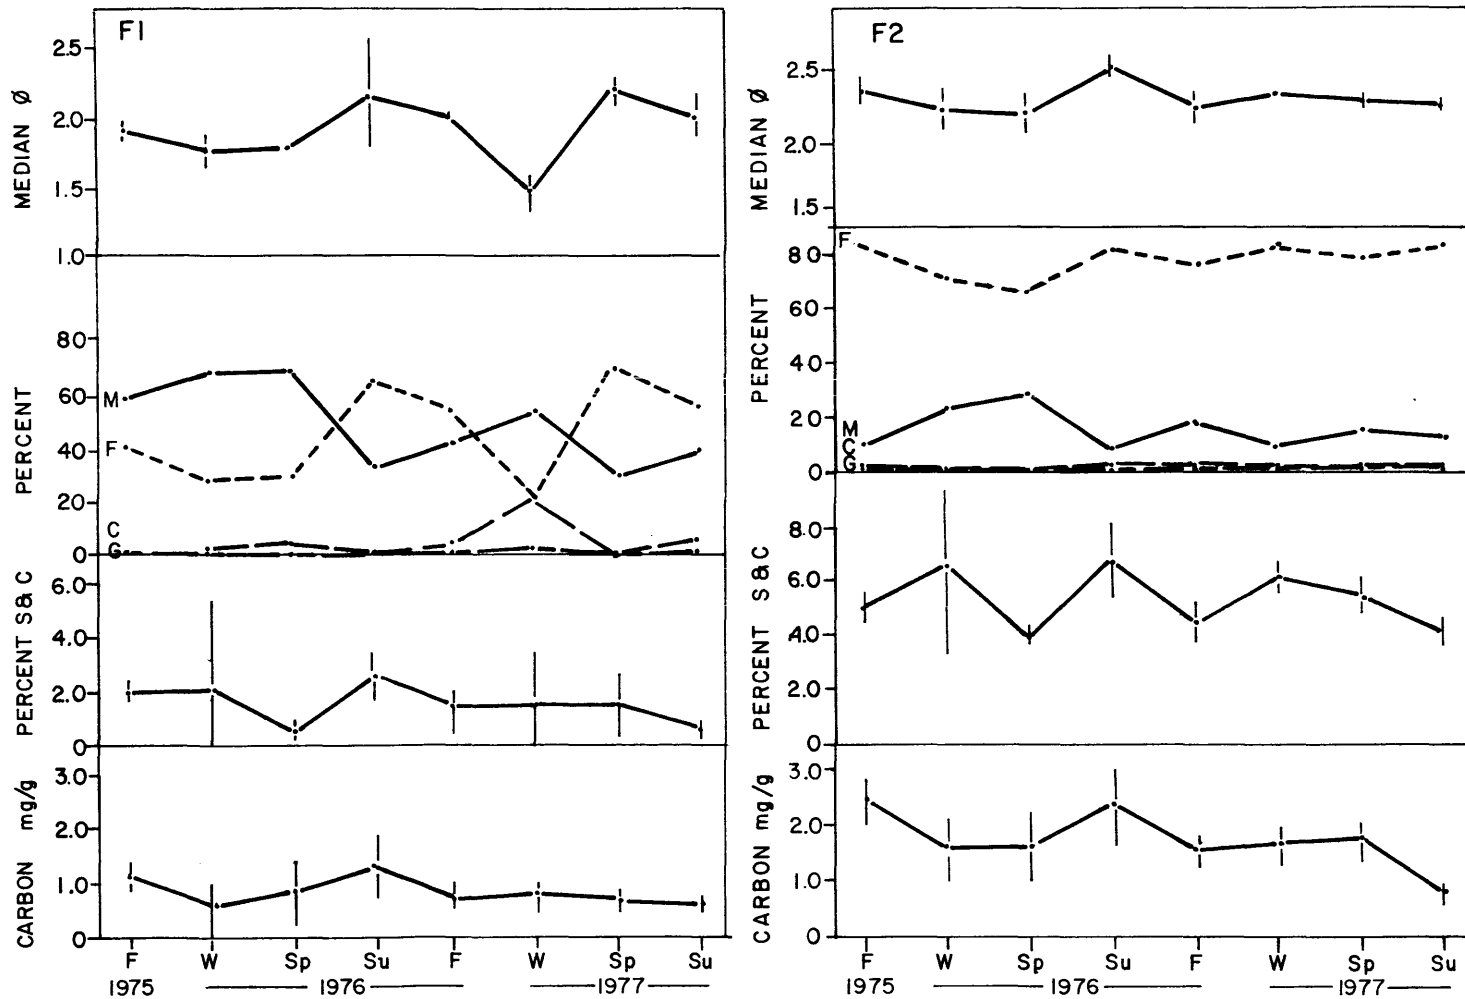 F1
MEDIAN Ø
2.5
2.0
1.5
1.0
PERCENT
80
60
40
20
0
M
F
C
G
PERCENT S& C
6.0
4.0
2.0
0
CARBON mg/g
3.0
2.0
1.0
0
F W Sp Su F W Sp Su
1975 1976 1977
F2
MEDIAN Ø
2.5
2.0
1.5
PERCENT
80
60
40
20
0
F
M
C
G
PERCENT S&C
8.0
6.0
4.0
2.0
0
CARBON mg/g
3.0
2.0
1.0
0
F W Sp Su F W Sp Su
1975 1976 1977